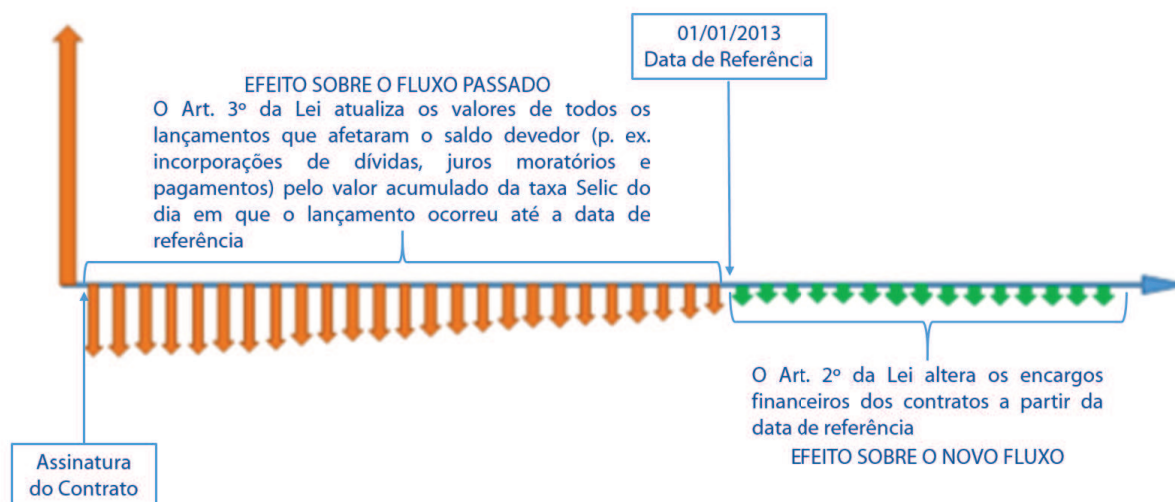 01/01/2013
Data de Referência
EFEITO SOBRE O FLUXO PASSADO
O Art. 3º da Lei atualiza os valores de todos os
lançamentos que afetaram o saldo devedor (p. ex.
incorporações de dívidas, juros moratórios e
pagamentos) pelo valor acumulado da taxa Selic do
dia em que o lançamento ocorreu até a data de
referência
O Art. 2º da Lei altera os encargos
financeiros dos contratos a partir da
data de referência
EFEITO SOBRE O NOVO FLUXO
Assinatura
do Contrato